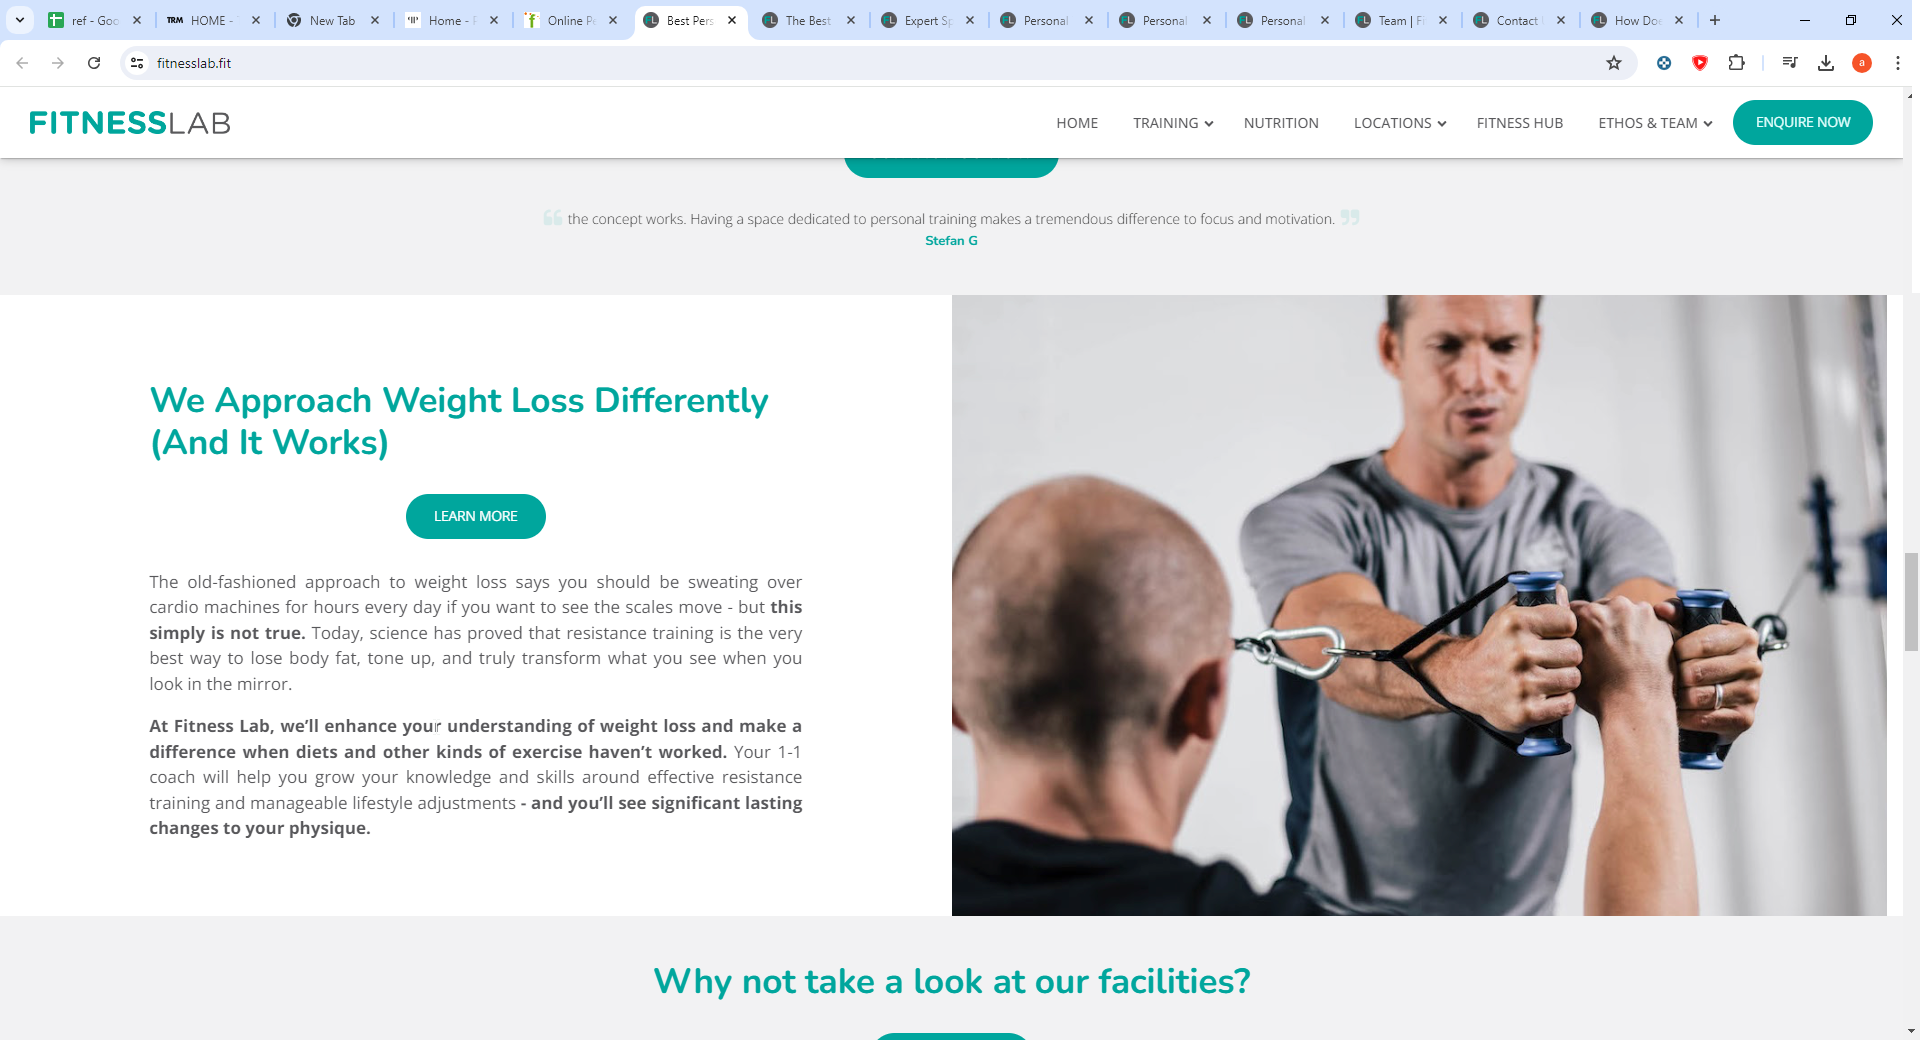 ref - Goo
HOME -
New Tab
Home -
Online Pe
Best Pers
The Best
Expert Sp
Personal
Personal
Personal
Team | Fi
Contact
How Doe
fitnesslab.fit
a
FITNESSLAB
HOME
TRAINING
NUTRITION
LOCATIONS
FITNESS HUB
ETHOS & TEAM
ENQUIRE NOW
the concept works. Having a space dedicated to personal training makes a tremendous difference to focus and motivation.
Stefan G
We Approach Weight Loss Differently
(And It Works)
LEARN MORE
The old-fashioned approach to weight loss says you should be sweating over
cardio machines for hours every day if you want to see the scales move - but this
simply is not true. Today, science has proved that resistance training is the very
best way to lose body fat, tone up, and truly transform what you see when you
look in the mirror.
At Fitness Lab, we’ll enhance your understanding of weight loss and make a
difference when diets and other kinds of exercise haven’t worked. Your 1-1
coach will help you grow your knowledge and skills around effective resistance
training and manageable lifestyle adjustments - and you’ll see significant lasting
changes to your physique.
Why not take a look at our facilities?